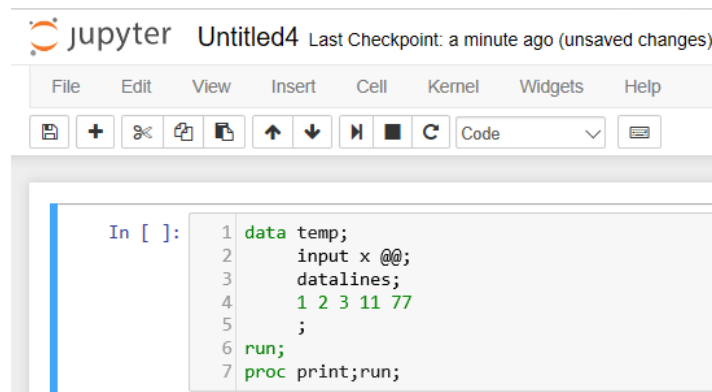 jupyter Untitled4 Last Checkpoint: a minute ago (unsaved changes)
File Edit View Insert Cell Kernel Widgets Help
Code
In [ ]: 1 data temp;
2 input x @@;
3 datalines;
4 1 2 3 11 77
5 ;
6 run;
7 proc print;run;